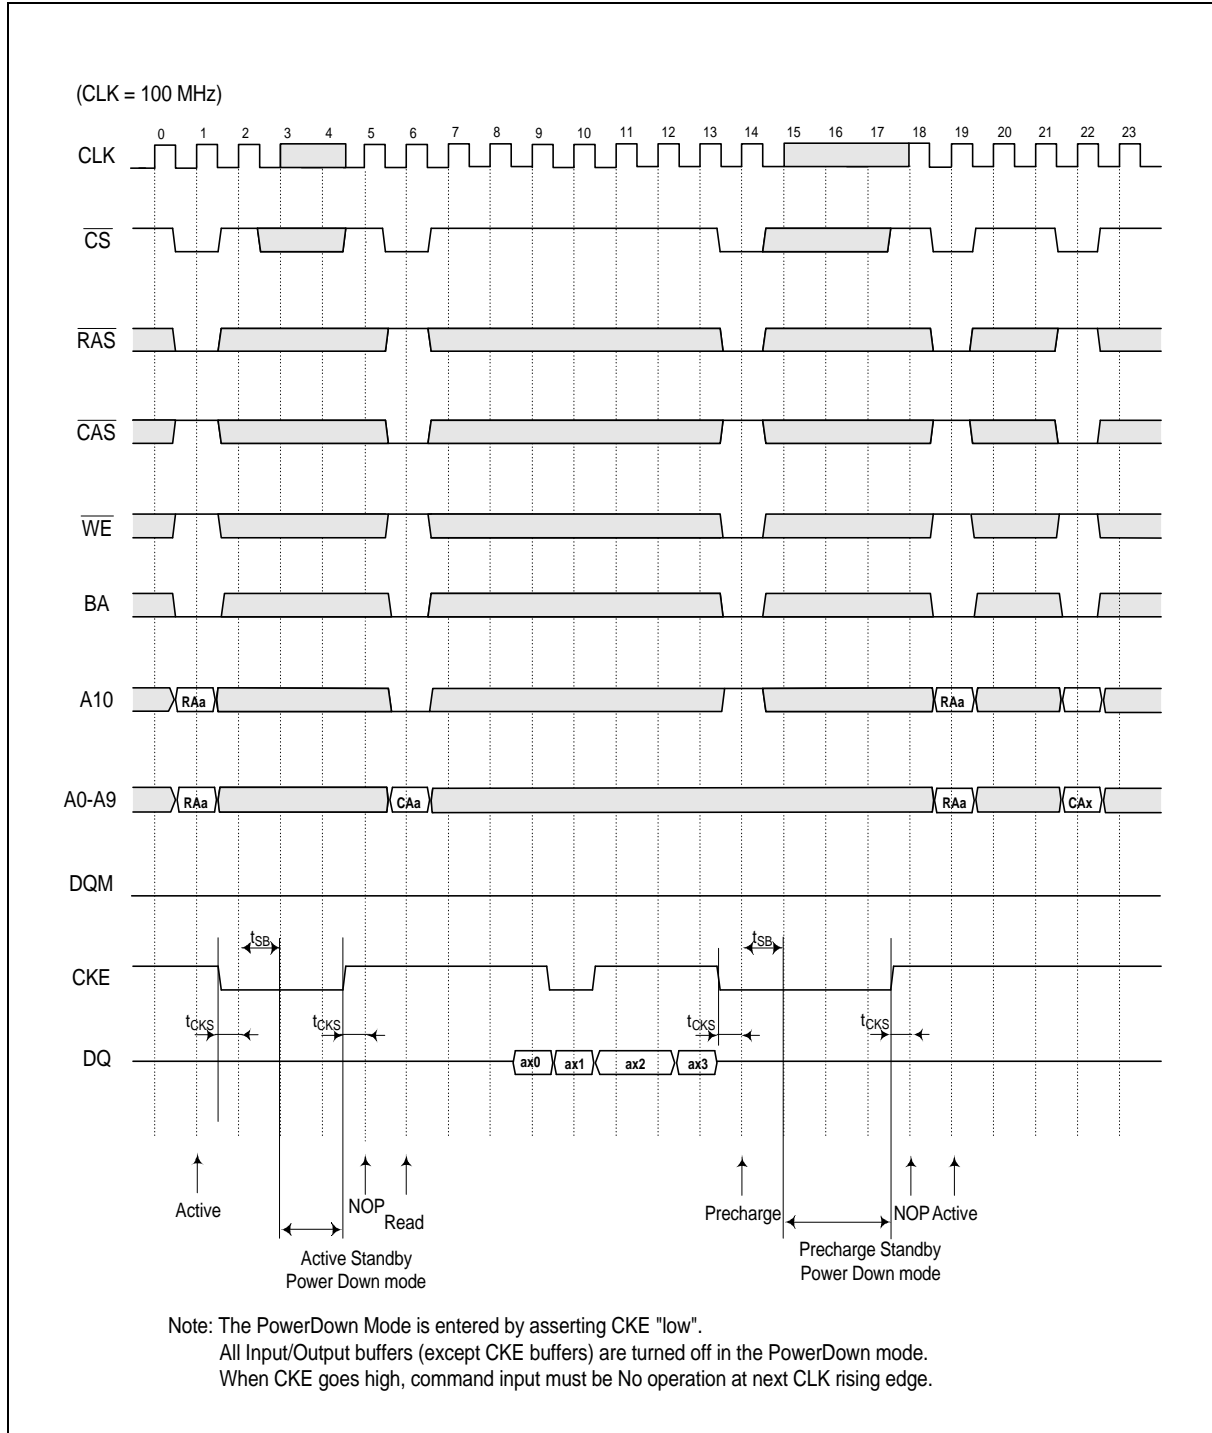 (CLK = 100 MHz)
0 1 2 3 4 5 6 7 8 9 10 11 12 13 14 15 16 17 18 19 20 21 22 23
CLK
CS
RAS
CAS
WE
BA
A10 RAa RAa
A0-A9 RAa CAa RAa CAx
DQM
tSB tSB
CKE
tCKS tCKS tCKS tCKS
DQ ax0 ax1 ax2 ax3
Active NOP Read Precharge NOP Active
Active Standby
Power Down mode
Precharge Standby
Power Down mode
Note: The PowerDown Mode is entered by asserting CKE "low".
All Input/Output buffers (except CKE buffers) are turned off in the PowerDown mode.
When CKE goes high, command input must be No operation at next CLK rising edge.